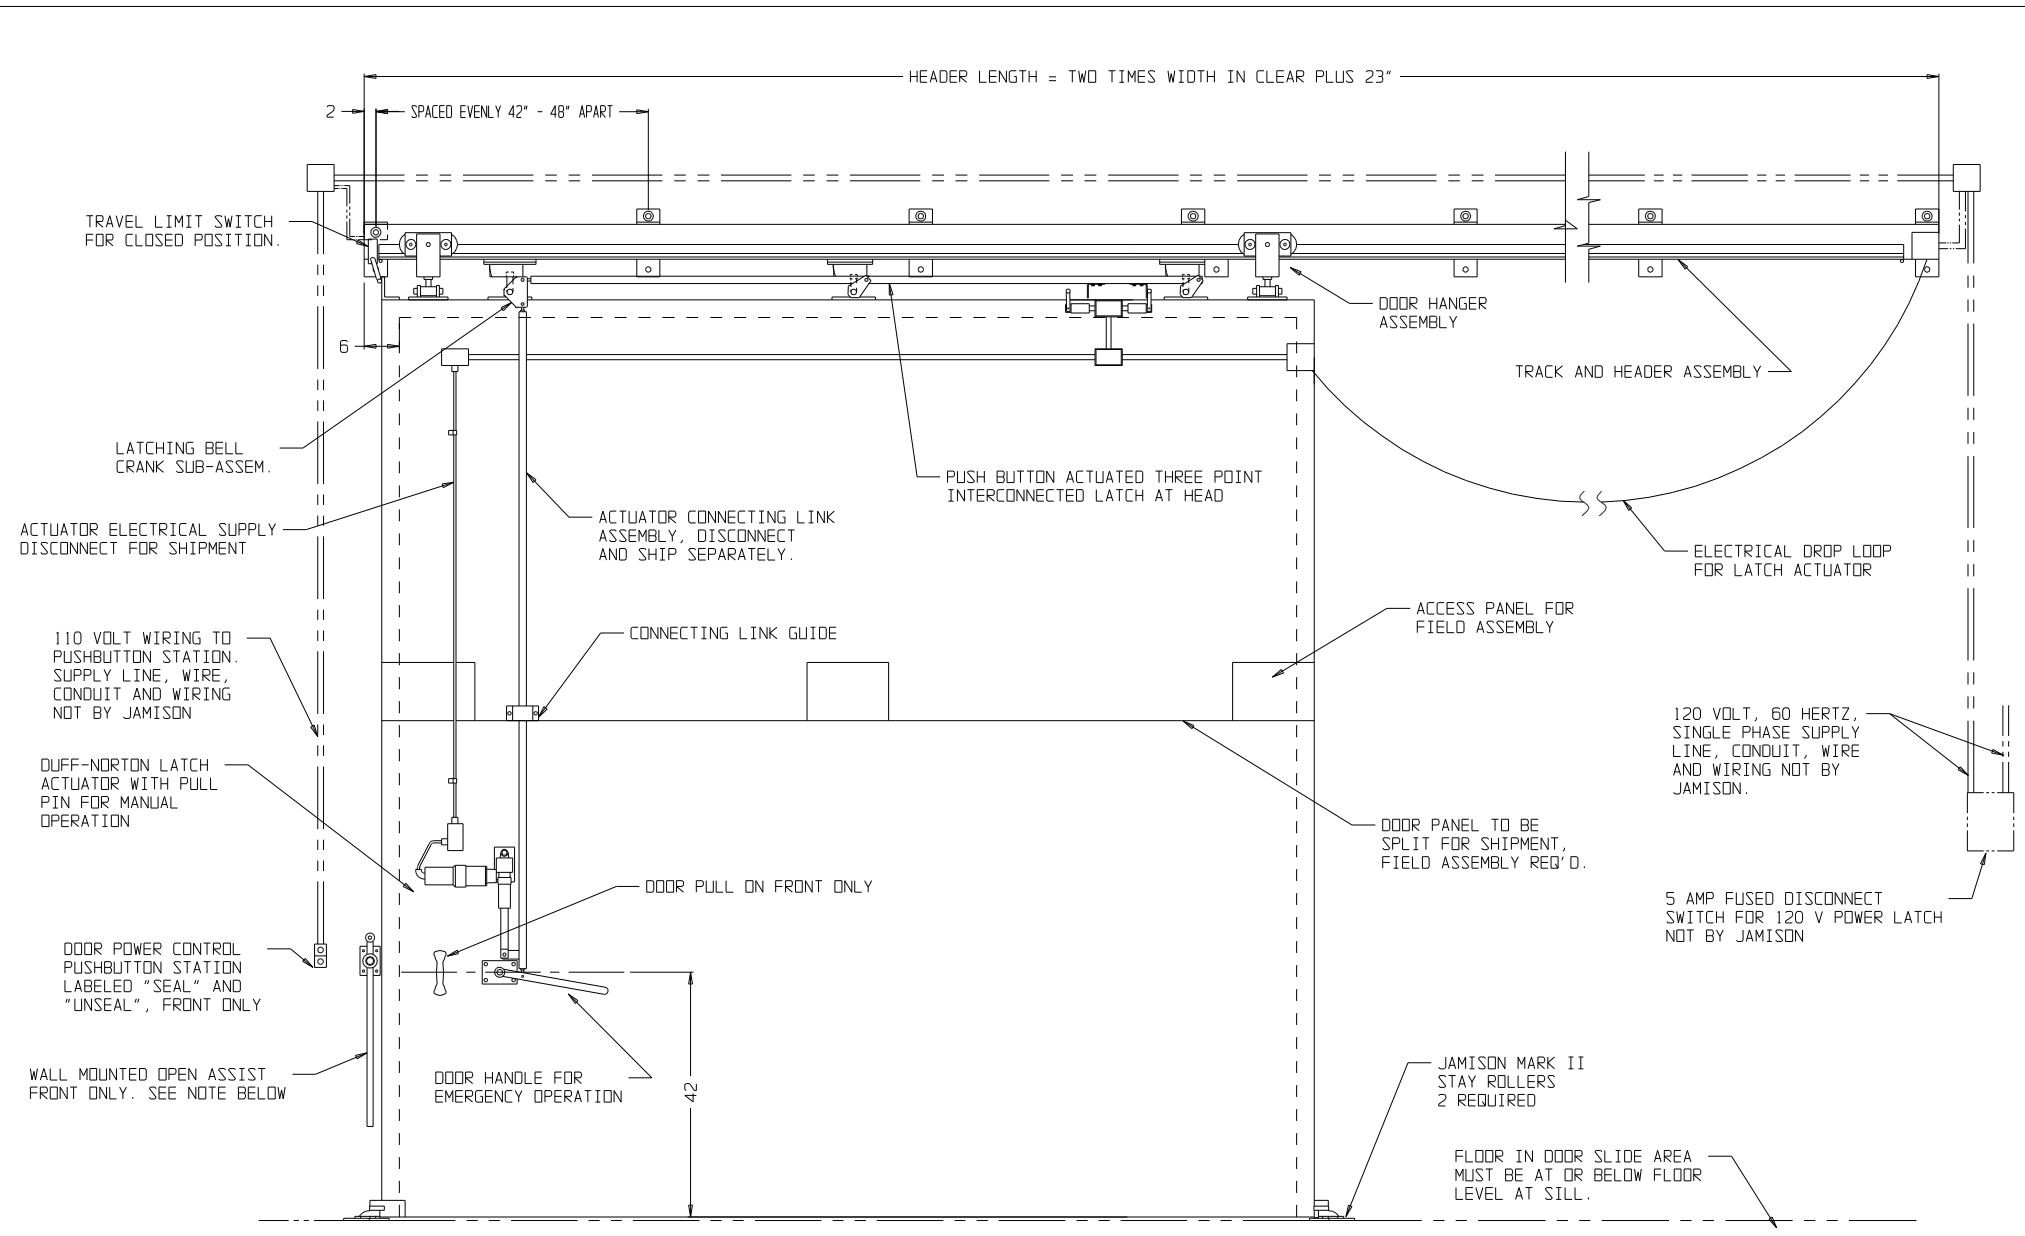 HEADER LENGTH = TWO TIMES WIDTH IN CLEAR PLUS 23"
2
SPACED EVENLY 42" - 48" APART
TRAVEL LIMIT SWITCH
FOR CLOSED POSITION.
DOOR HANGER
ASSEMBLY
6
TRACK AND HEADER ASSEMBLY
LATCHING BELL
CRANK SUB-ASSEM.
PUSH BUTTON ACTUATED THREE POINT
INTERCONNECTED LATCH AT HEAD
ACTUATOR ELECTRICAL SUPPLY
DISCONNECT FOR SHIPMENT
ACTUATOR CONNECTING LINK
ASSEMBLY, DISCONNECT
AND SHIP SEPARATELY.
ELECTRICAL DROP LOOP
FOR LATCH ACTUATOR
ACCESS PANEL FOR
FIELD ASSEMBLY
110 VOLT WIRING TO
PUSHBUTTON STATION.
SUPPLY LINE, WIRE,
CONDUIT AND WIRING
NOT BY JAMISON
CONNECTING LINK GUIDE
120 VOLT, 60 HERTZ,
SINGLE PHASE SUPPLY
LINE, CONDUIT, WIRE
AND WIRING NOT BY
JAMISON.
DUFF-NORTON LATCH
ACTUATOR WITH PULL
PIN FOR MANUAL
OPERATION
DOOR PANEL TO BE
SPLIT FOR SHIPMENT,
FIELD ASSEMBLY REQ'D.
DOOR PULL ON FRONT ONLY
5 AMP FUSED DISCONNECT
SWITCH FOR 120 V POWER LATCH
NOT BY JAMISON
DOOR POWER CONTROL
PUSHBUTTON STATION
LABELED "SEAL" AND
"UNSEAL", FRONT ONLY
WALL MOUNTED OPEN ASSIST
FRONT ONLY. SEE NOTE BELOW
DOOR HANDLE FOR
EMERGENCY OPERATION
42
JAMISON MARK II
STAY ROLLERS
2 REQUIRED
FLOOR IN DOOR SLIDE AREA
MUST BE AT OR BELOW FLOOR
LEVEL AT SILL.